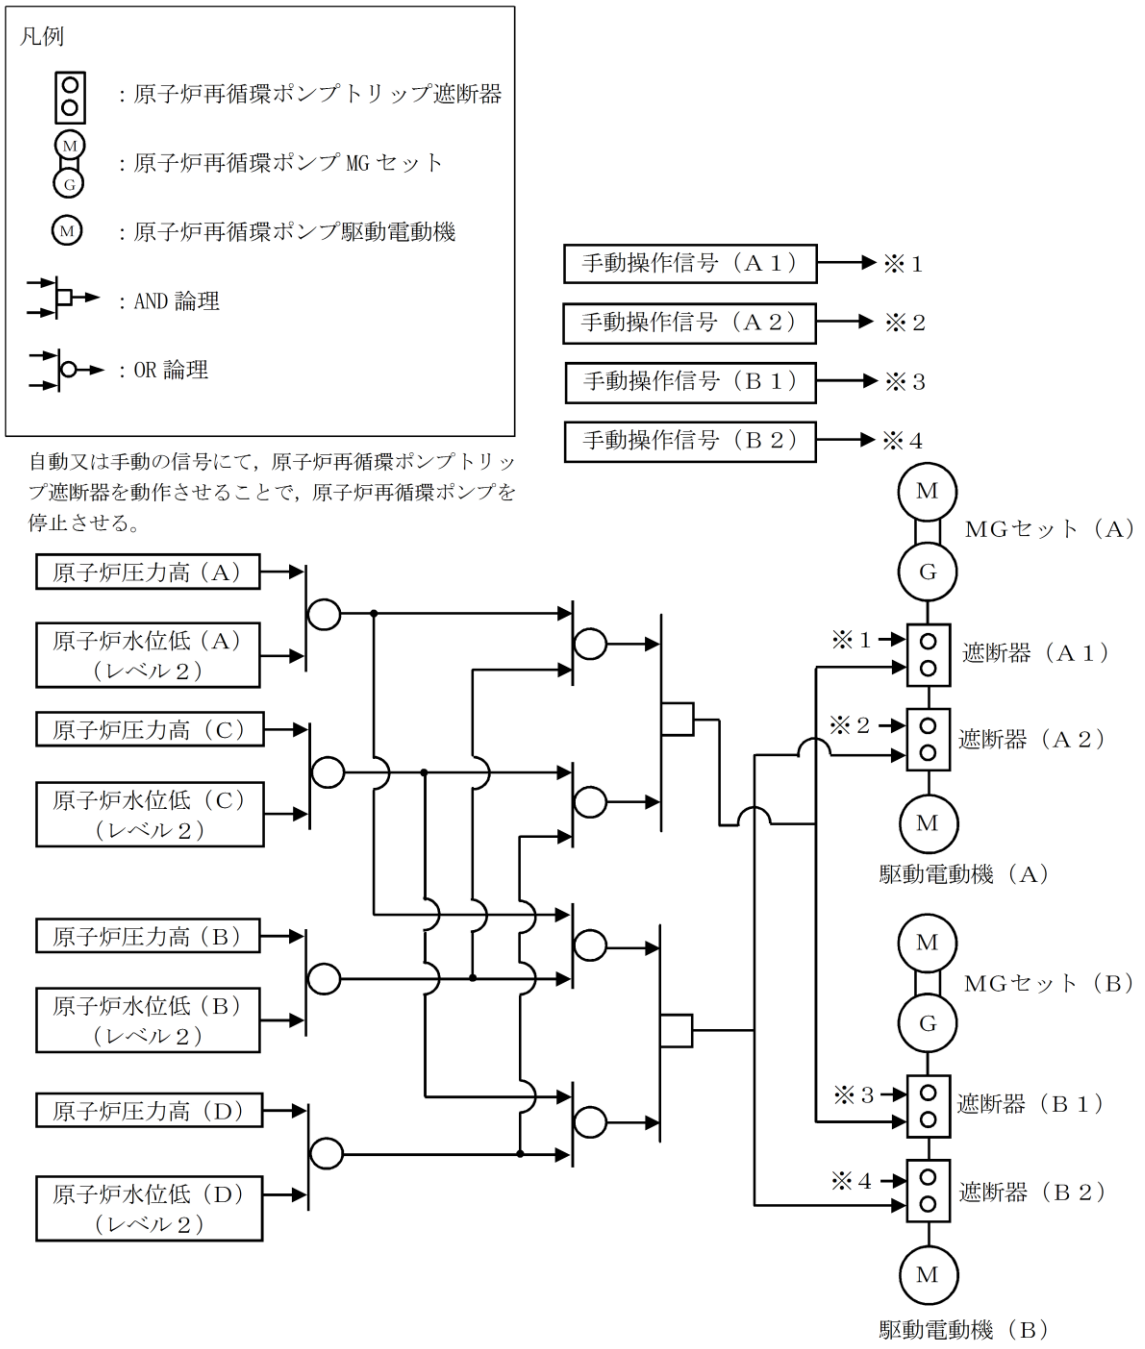 凡例
：原子炉再循環ポンプトリップ遮断器
M
G
：原子炉再循環ポンプ MG セット
M
：原子炉再循環ポンプ駆動電動機
：AND 論理
：OR 論理
自動又は手動の信号にて，原子炉再循環ポンプトリッ
プ遮断器を動作させることで，原子炉再循環ポンプを
停止させる。
手動操作信号（Ａ１）
※１
手動操作信号（Ａ２）
※２
手動操作信号（Ｂ１）
※３
手動操作信号（Ｂ２）
※４
原子炉圧力高（Ａ）
原子炉水位低（Ａ）
（レベル２）
原子炉圧力高（Ｃ）
原子炉水位低（Ｃ）
（レベル２）
原子炉圧力高（Ｂ）
原子炉水位低（Ｂ）
（レベル２）
原子炉圧力高（Ｄ）
原子炉水位低（Ｄ）
（レベル２）
M
G
ＭＧセット（Ａ）
※１
遮断器（Ａ１）
※２
遮断器（Ａ２）
M
駆動電動機（Ａ）
M
G
ＭＧセット（Ｂ）
※３
遮断器（Ｂ１）
※４
遮断器（Ｂ２）
M
駆動電動機（Ｂ）